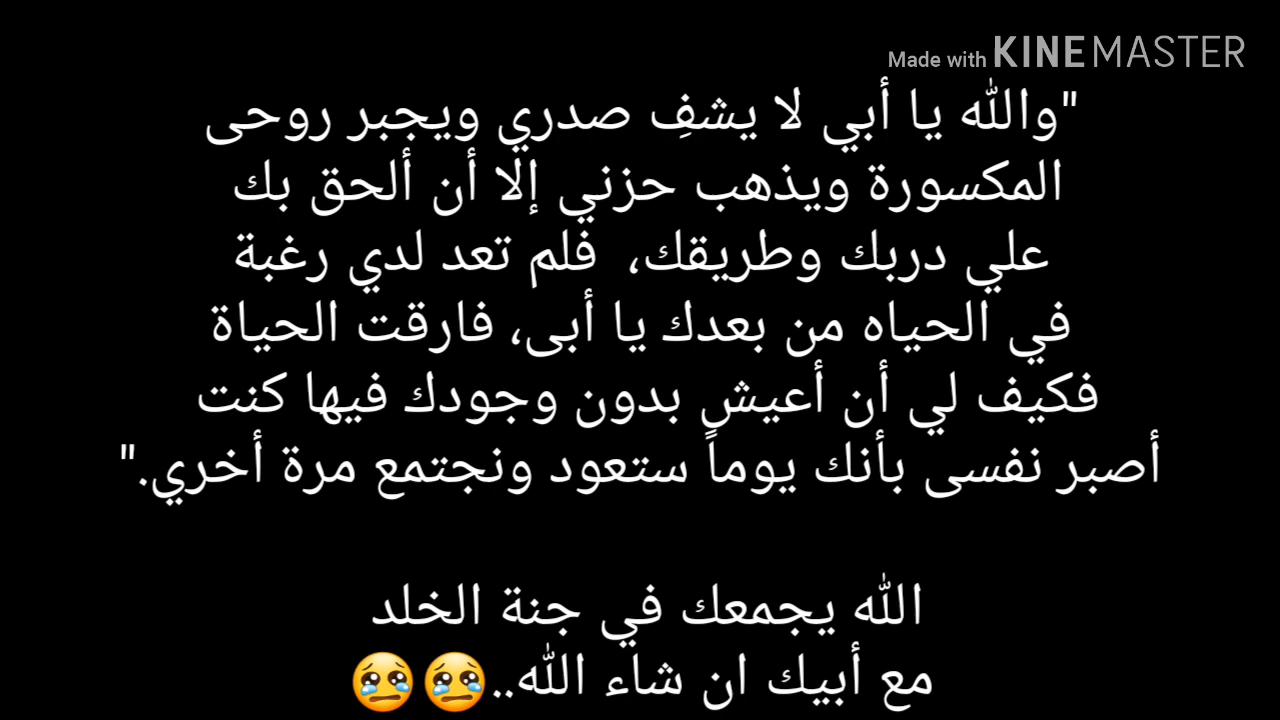 Made with KINEMASTER
"والله يا أبي لا يشفِ صدري ويجبر روحى
المكسورة ويذهب حزني إلا أن ألحق بك
علي دربك وطريقك، فلم تعد لدي رغبة
في الحياه من بعدك يا أبى، فارقت الحياة
فكيف لي أن أعيش بدون وجودك فيها كنت
أصبر نفسى بأنك يوماً ستعود ونجتمع مرة أخري."
الله يجمعك في جنة الخلد
مع أبيك ان شاء الله..😢😢